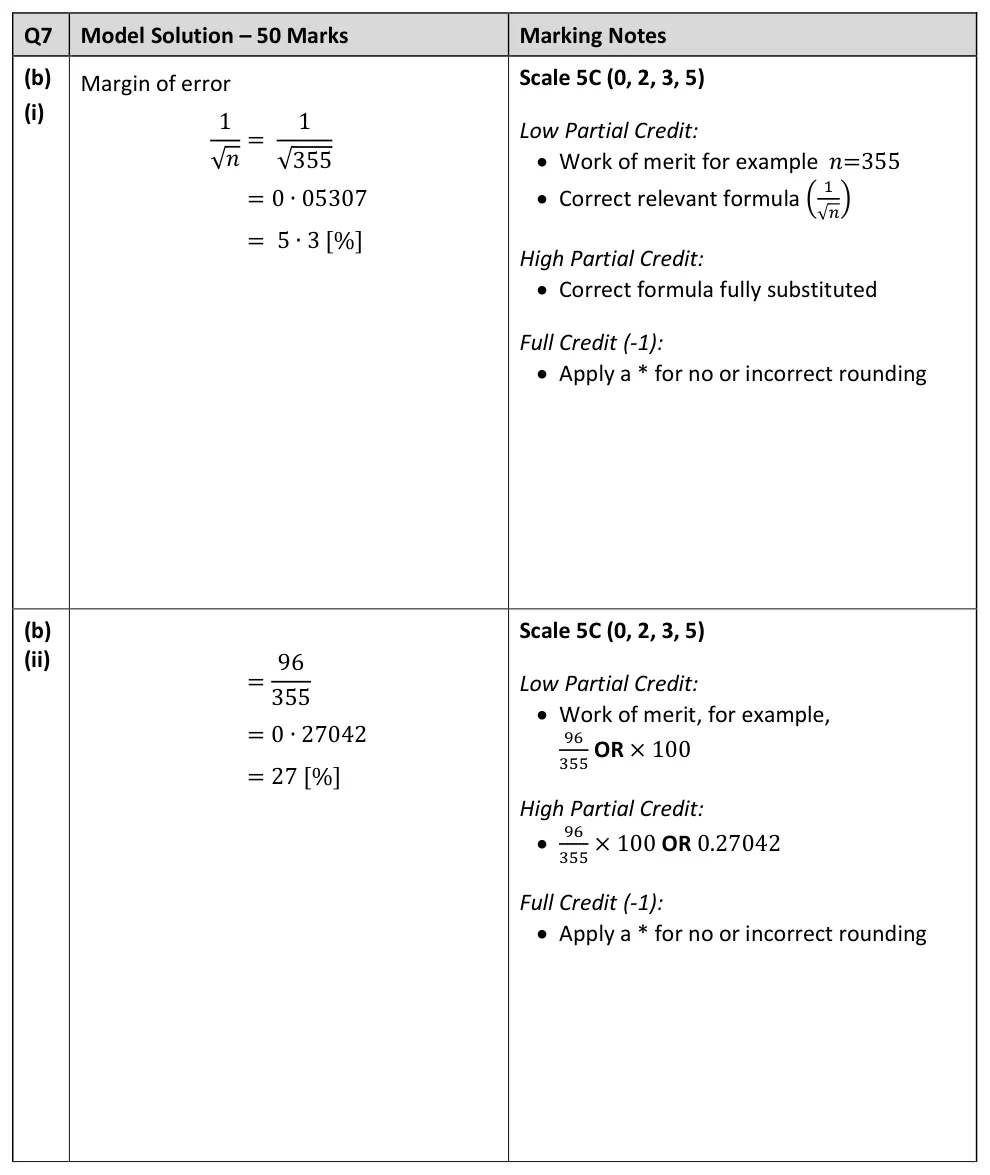 Q7 Model Solution – 50 Marks Marking Notes
(b)
(i)
Margin of error
1/√n = 1/√355
= 0 · 05307
= 5 · 3 [%]
Scale 5C (0, 2, 3, 5)
Low Partial Credit:
• Work of merit for example n=355
• Correct relevant formula (1/√n)
High Partial Credit:
• Correct formula fully substituted
Full Credit (-1):
• Apply a * for no or incorrect rounding
(b)
(ii)
= 96/355
= 0 · 27042
= 27 [%]
Scale 5C (0, 2, 3, 5)
Low Partial Credit:
• Work of merit, for example,
96/355 OR × 100
High Partial Credit:
• 96/355 × 100 OR 0.27042
Full Credit (-1):
• Apply a * for no or incorrect rounding